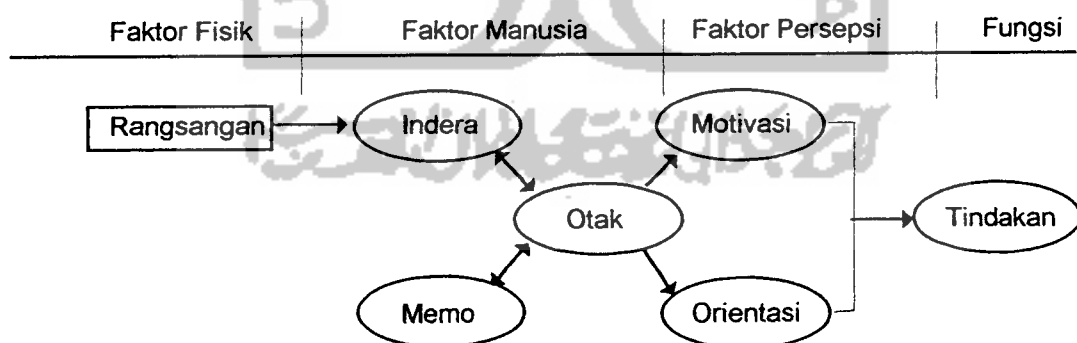 Faktor Fisik Faktor Manusia Faktor Persepsi Fungsi
Rangsangan Indera Motivasi
Otak Tindakan
Memo Orientasi